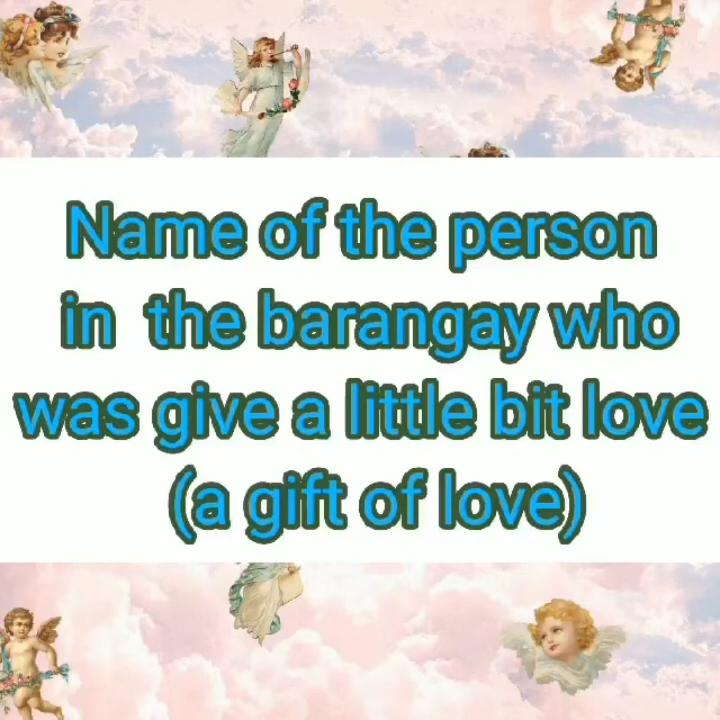 Name of the person
in the barangay who
was give a little bit love
(a gift of love)